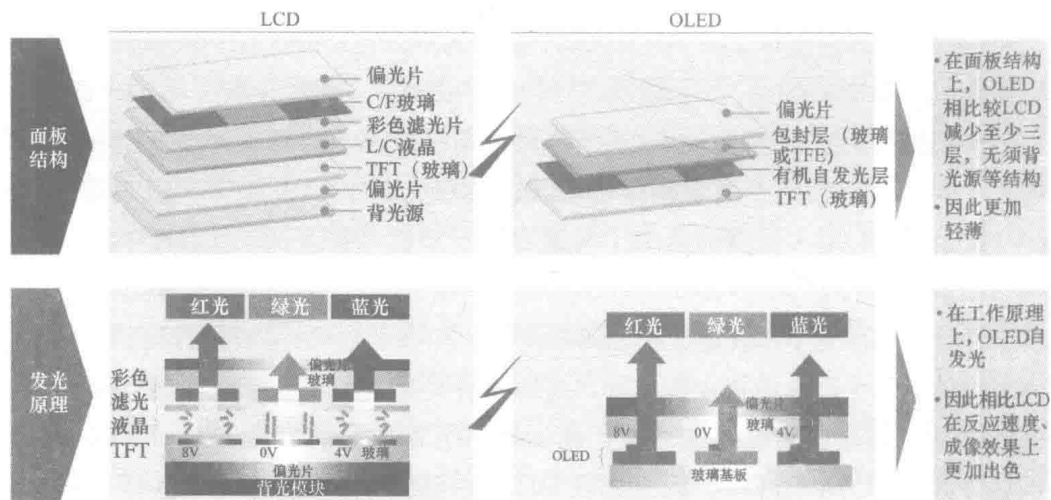 LCD
OLED
面板
结构
偏光片
C/F玻璃
彩色滤光片
L/C液晶
TFT（玻璃）
偏光片
背光源
偏光片
包封层（玻璃
或TFE）
有机自发光层
TFT（玻璃）
•在面板结构
上，OLED
相比较LCD
减少至少三
层，无须背
光源等结构
•因此更加
轻薄
发光
原理
红光
绿光
蓝光
偏光片
玻璃
彩色
滤光
液晶
TFT
8V
0V
4V
玻璃
偏光片
背光模块
红光
绿光
蓝光
偏光片
玻璃
8V
0V
4V
OLED
玻璃基板
•在工作原理
上，OLED自
发光
•因此相比LCD
在反应速度、
成像效果上
更加出色